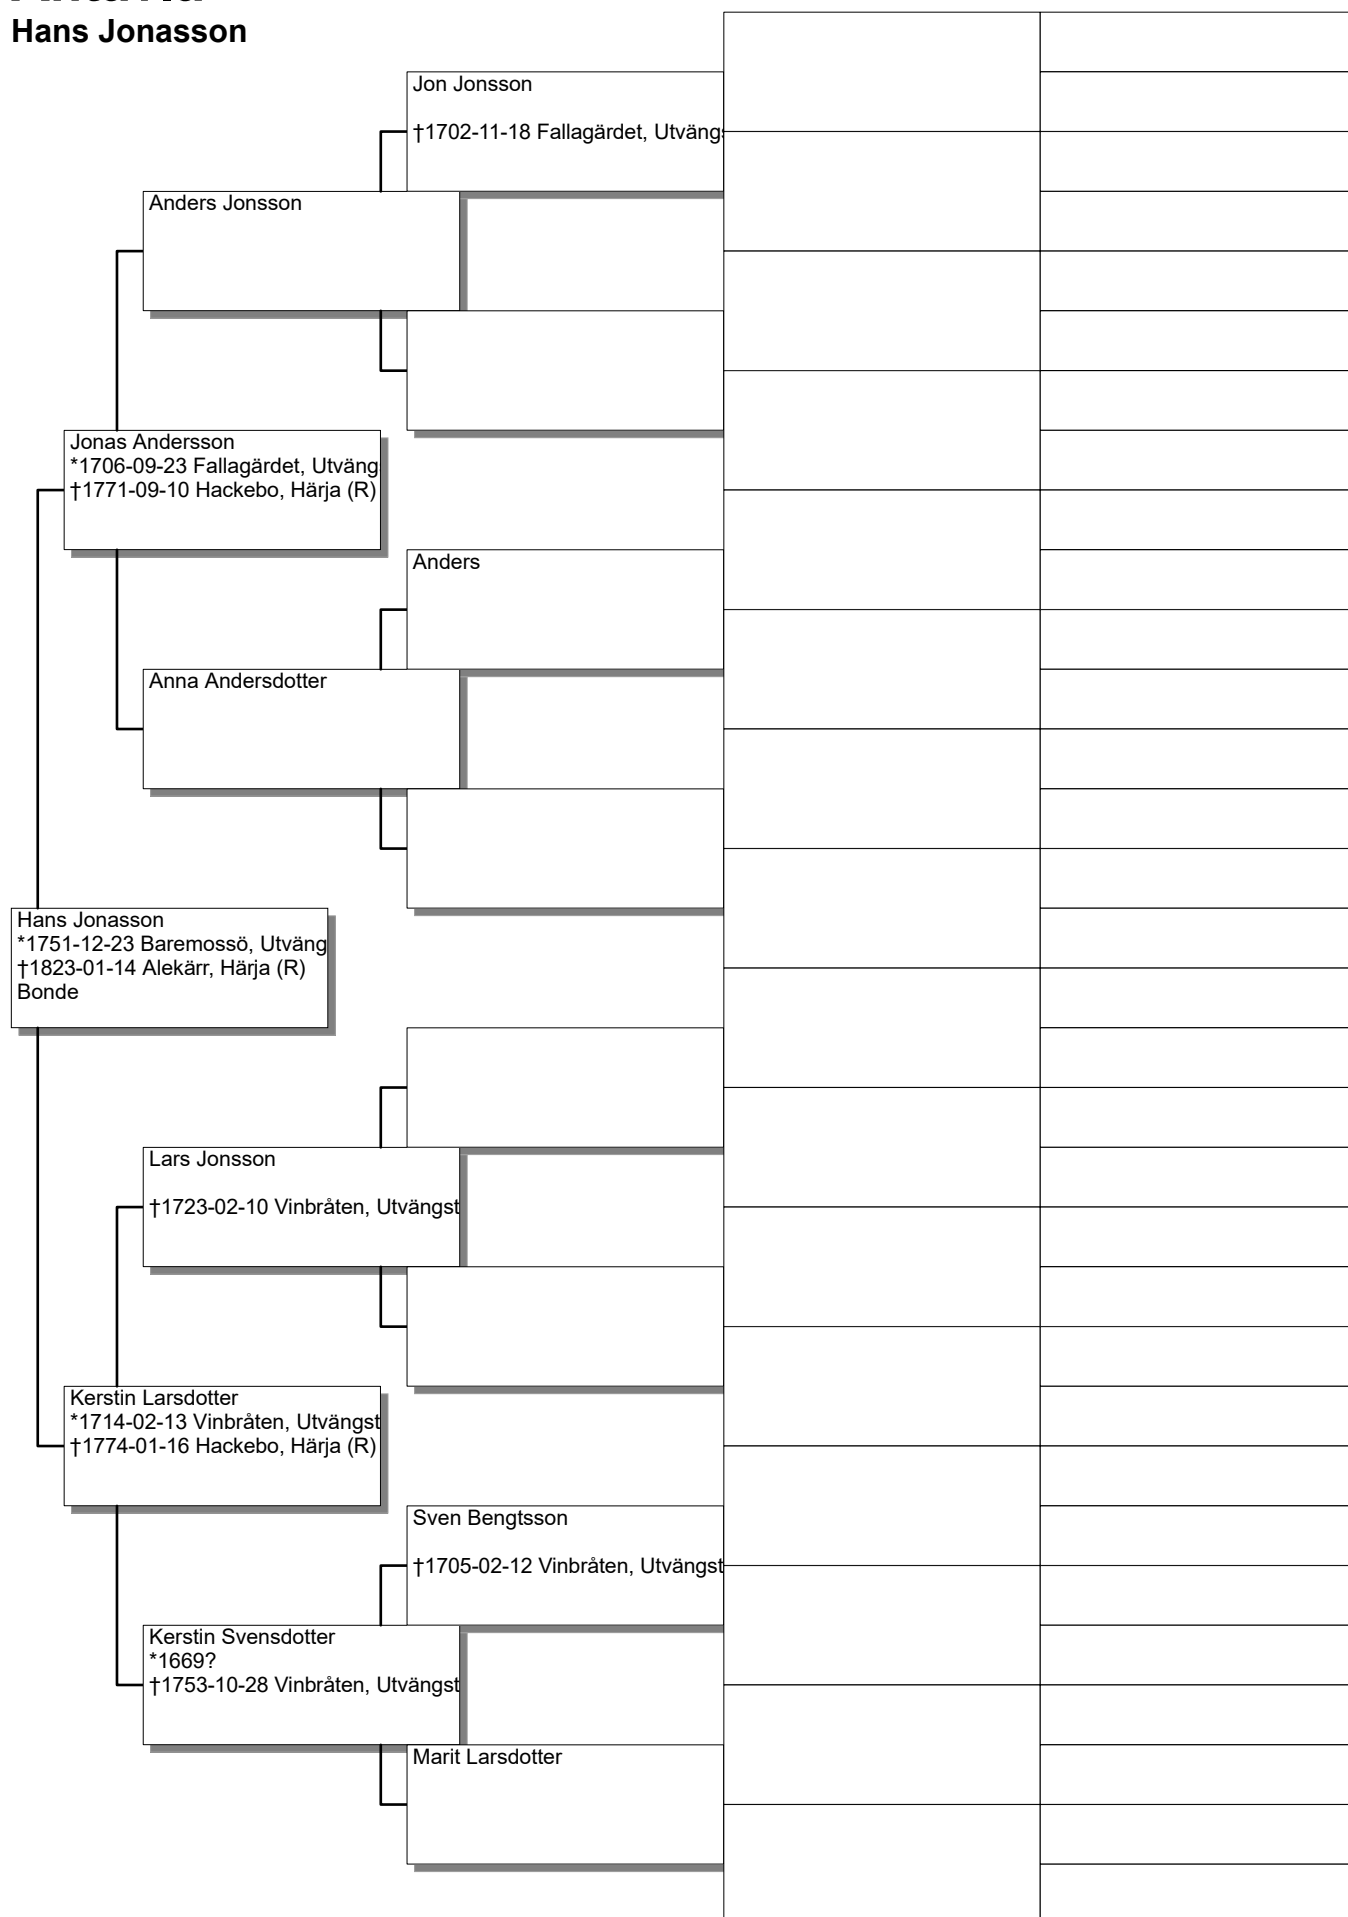 Hans Jonasson
Jon Jonsson
†1702-11-18 Fallagärdet, Utvängs
Anders Jonsson
Jonas Andersson
*1706-09-23 Fallagärdet, Utväng
†1771-09-10 Hackebo, Härja (R)
Anders
Anna Andersdotter
Hans Jonasson
*1751-12-23 Baremossö, Utväng
†1823-01-14 Alekärr, Härja (R)
Bonde
Lars Jonsson
†1723-02-10 Vinbråten, Utvängst
Kerstin Larsdotter
*1714-02-13 Vinbråten, Utvängst
†1774-01-16 Hackebo, Härja (R)
Sven Bengtsson
†1705-02-12 Vinbråten, Utvängst
Kerstin Svensdotter
*1669?
†1753-10-28 Vinbråten, Utvängst
Marit Larsdotter